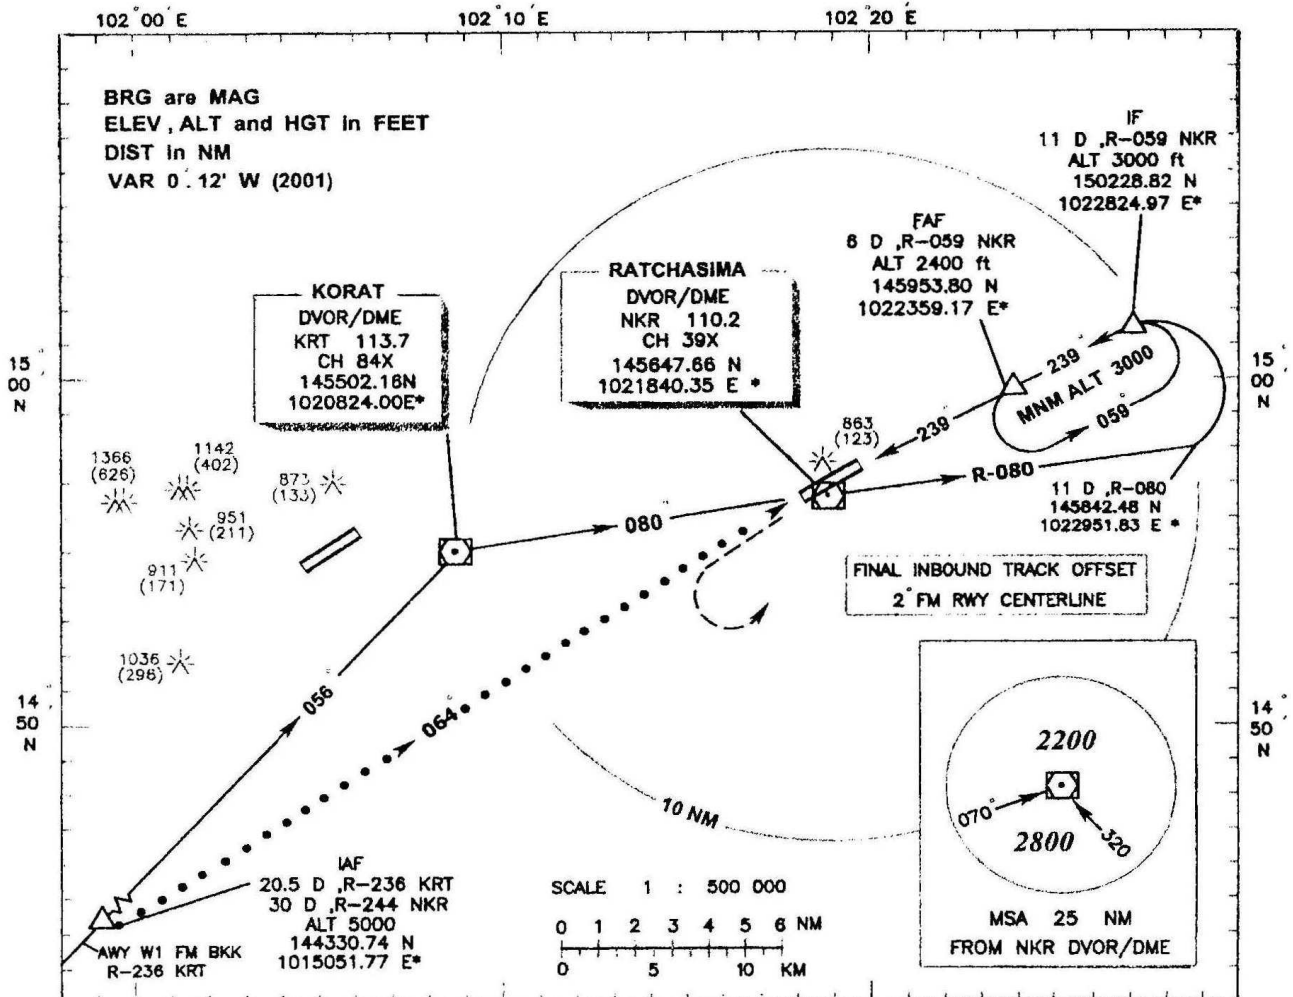 102°00'E
102°10'E
102°20'E
BRG are MAG
ELEV, ALT and HGT in FEET
DIST in NM
VAR 0°.12' W (2001)
IF
11 D ,R-059 NKR
ALT 3000 ft
150228.82 N
1022824.97 E*
FAF
6 D ,R-059 NKR
ALT 2400 ft
145953.80 N
1022359.17 E*
KORAT
DVOR/DME
KRT 113.7
CH 84X
145502.16N
1020824.00E*
RATCHASIMA
DVOR/DME
NKR 110.2
CH 39X
145647.66 N
1021840.35 E *
15°
00'
N
15°
00'
N
239°
MNM ALT 3000
059°
239°
863
(123)
R-080
11 D ,R-080
145842.48 N
1022951.83 E *
1366
(626)
1142
(402)
873
(133)
951
(211)
911
(171)
1036
(296)
080°
056°
064°
FINAL INBOUND TRACK OFFSET
2° FM RWY CENTERLINE
14°
50'
N
14°
50'
N
10 NM
2200
070°
2800
320°
MSA 25 NM
FROM NKR DVOR/DME
IAF
20.5 D ,R-236 KRT
30 D ,R-244 NKR
ALT 5000
144330.74 N
1015051.77 E*
AWY W1 FM BKK
R-236 KRT
SCALE 1 : 500 000
0 1 2 3 4 5 6 NM
0 5 10 KM